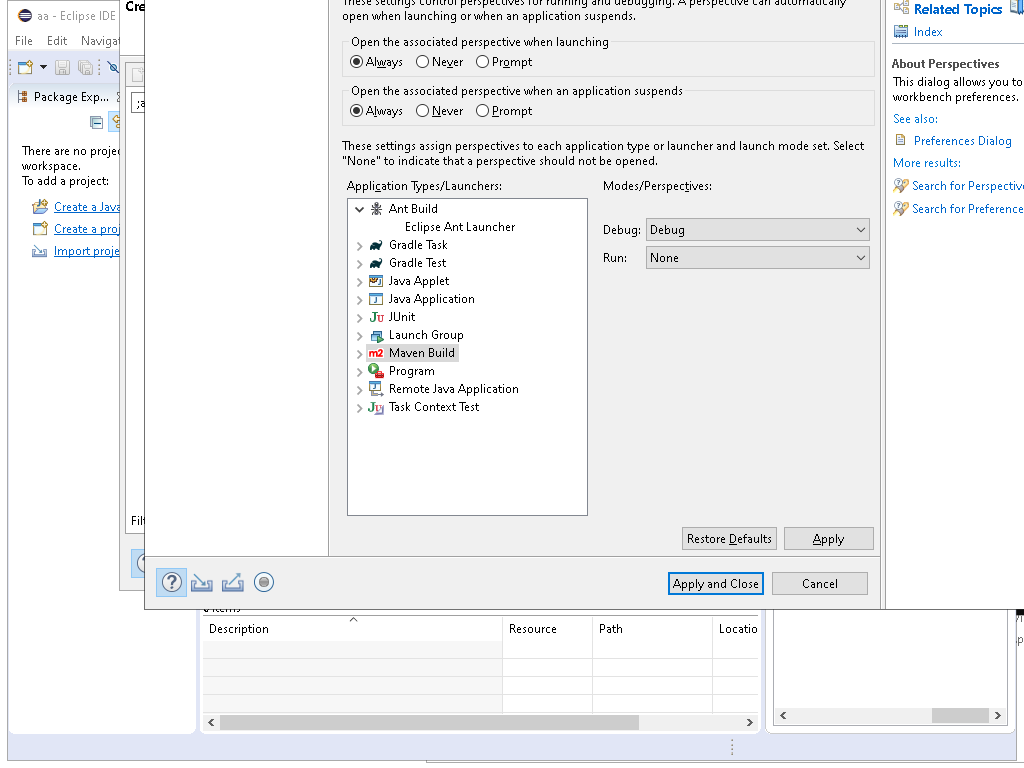 aa - Eclipse IDE
File Edit Navigat
Package Exp...
There are no proje
workspace.
To add a project:
Create a Java
Create a proj
Import proje
Cre
;a
Filt
These settings control perspectives for running and debugging. A perspective can automatically
open when launching or when an application suspends.
Open the associated perspective when launching
Always Never Prompt
Open the associated perspective when an application suspends
Always Never Prompt
These settings assign perspectives to each application type or launcher and launch mode set. Select
"None" to indicate that a perspective should not be opened.
Application Types/Launchers:
Ant Build
Eclipse Ant Launcher
Gradle Task
Gradle Test
Java Applet
Java Application
JUnit
Launch Group
m2 Maven Build
Program
Remote Java Application
Task Context Test
Modes/Perspectives:
Debug: Debug
Run: None
Restore Defaults Apply
Apply and Close Cancel
Related Topics
Index
About Perspectives
This dialog allows you to
workbench preferences.
See also:
Preferences Dialog
More results:
Search for Perspective
Search for Preference
items
Description Resource Path Locatio